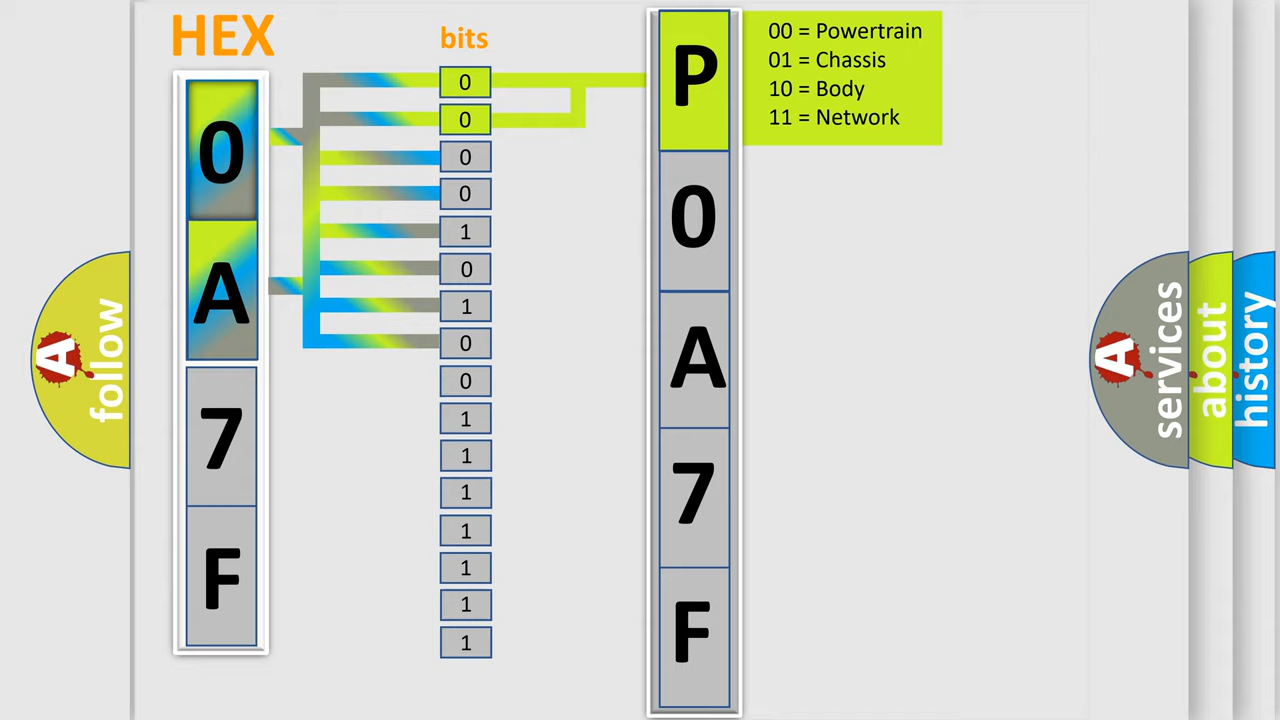 HEX
bits
0
A
7
F
0
0
0
0
1
0
1
0
0
1
1
1
1
1
1
1
P
0
A
7
F
00 = Powertrain
01 = Chassis
10 = Body
11 = Network
A
follow
A
services
about
history